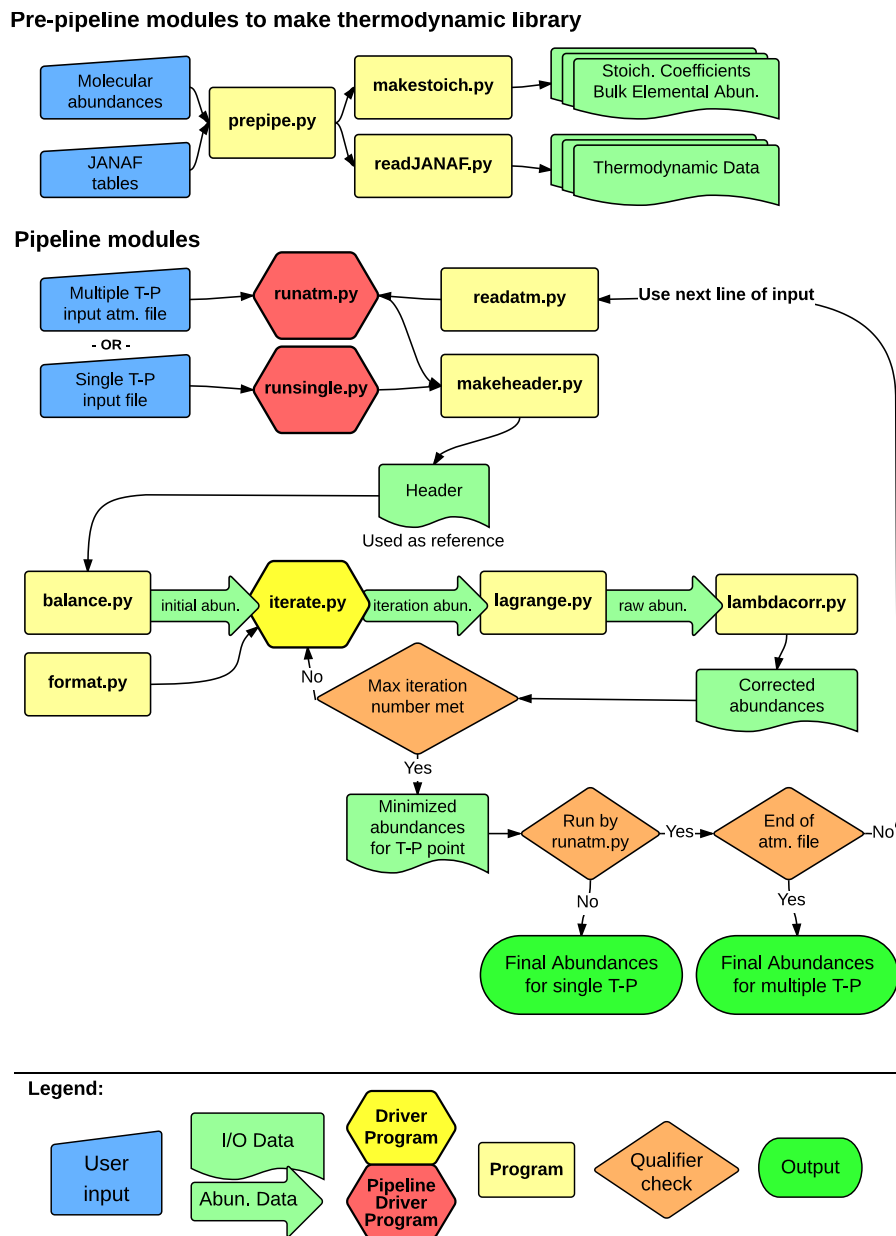 Pre-pipeline modules to make thermodynamic library
Molecular
abundances
JANAF
tables
prepipe.py
makestoich.py
readJANAF.py
Stoich. Coefficients
Bulk Elemental Abun.
Thermodynamic Data
Pipeline modules
Multiple T-P
input atm. file
- OR -
Single T-P
input file
runatm.py
runsingle.py
readatm.py
makeheader.py
Use next line of input
Header
Used as reference
balance.py
initial abun.
iterate.py
iteration abun.
lagrange.py
raw abun.
lambdacorr.py
format.py
No
Max iteration
number met
Corrected
abundances
Yes
Minimized
abundances
for T-P point
Run by
runatm.py
Yes
End of
atm. file
No
No
Yes
Final Abundances
for single T-P
Final Abundances
for multiple T-P
Legend:
User
input
I/O Data
Abun. Data
Driver
Program
Pipeline
Driver
Program
Program
Qualifier
check
Output